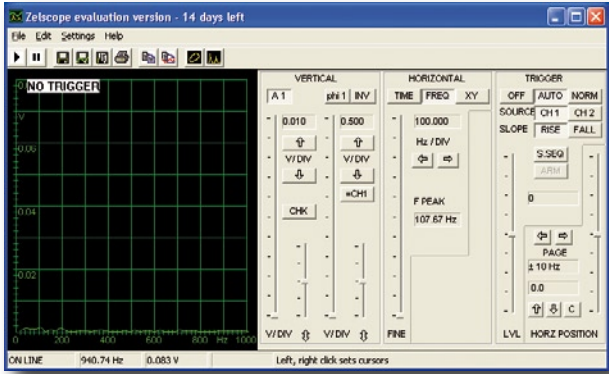 Zelscope evaluation version - 14 days left
File Edit Settings Help
NO TRIGGER
V
0.06
0.04
0.02
0 200 400 600 800 Hz 1000
VERTICAL
A 1 phi 1 INV
0.010 0.500
V/DIV V/DIV
=CH1
CHK
V/DIV V/DIV
HORIZONTAL
TIME FREQ XY
100.000
Hz / DIV
F PEAK
107.67 Hz
FINE
TRIGGER
OFF AUTO NORM
SOURCE CH 1 CH 2
SLOPE RISE FALL
S.SEQ
ARM
0
PAGE
± 10 Hz
0.0
C
LVL HORZ POSITION
ON LINE 940.74 Hz 0.083 V Left, right click sets cursors